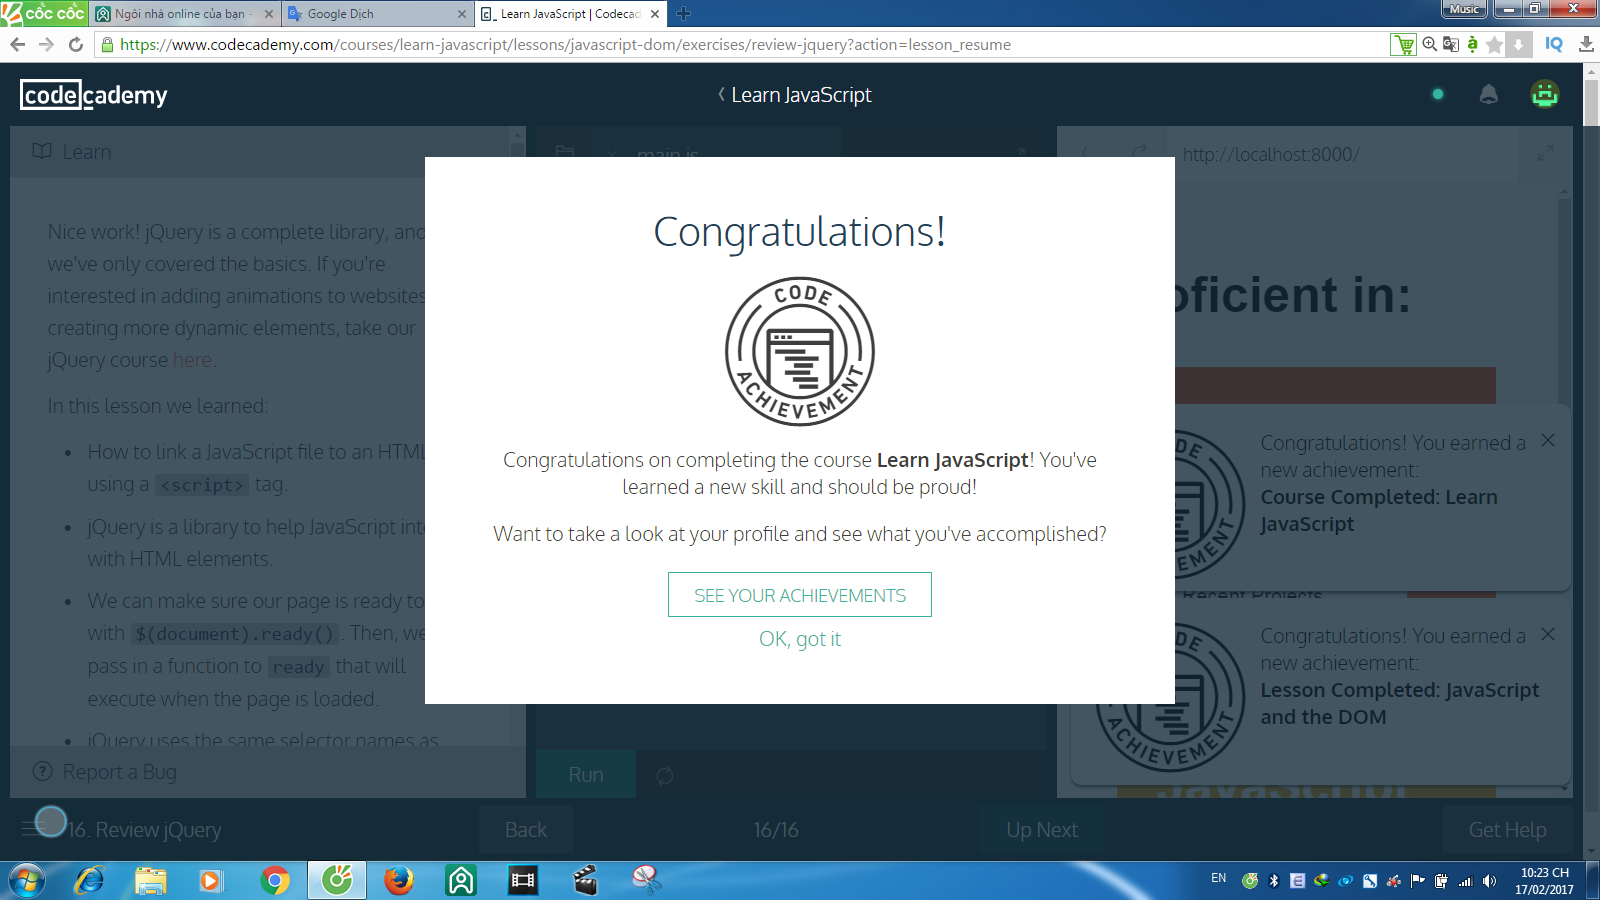 cốc cốc
Ngôi nhà online của bạn -
Google Dịch
Learn JavaScript | Codecad
Music
https://www.codecademy.com/courses/learn-javascript/lessons/javascript-dom/exercises/review-jquery?action=lesson_resume
IQ
codecademy
Learn JavaScript
Learn
main.js
http://localhost:8000/
Nice work! jQuery is a complete library, and
we've only covered the basics. If you're
interested in adding animations to websites
creating more dynamic elements, take our
jQuery course here.
In this lesson we learned:
How to link a JavaScript file to an HTML
using a <script> tag.
jQuery is a library to help JavaScript inte
with HTML elements.
We can make sure our page is ready to
with $(document).ready(). Then, we
pass in a function to ready that will
execute when the page is loaded.
jQuery uses the same selector names as
Report a Bug
Congratulations!
CODE
ACHIEVEMENT
Congratulations on completing the course Learn JavaScript! You've
learned a new skill and should be proud!
Want to take a look at your profile and see what you've accomplished?
SEE YOUR ACHIEVEMENTS
OK, got it
oficient in:
Congratulations! You earned a
new achievement:
Course Completed: Learn
JavaScript
Recent Projects
Congratulations! You earned a
new achievement:
Lesson Completed: JavaScript
and the DOM
JavaScript
Run
16. Review jQuery
Back
16/16
Up Next
Get Help
EN
10:23 CH
17/02/2017